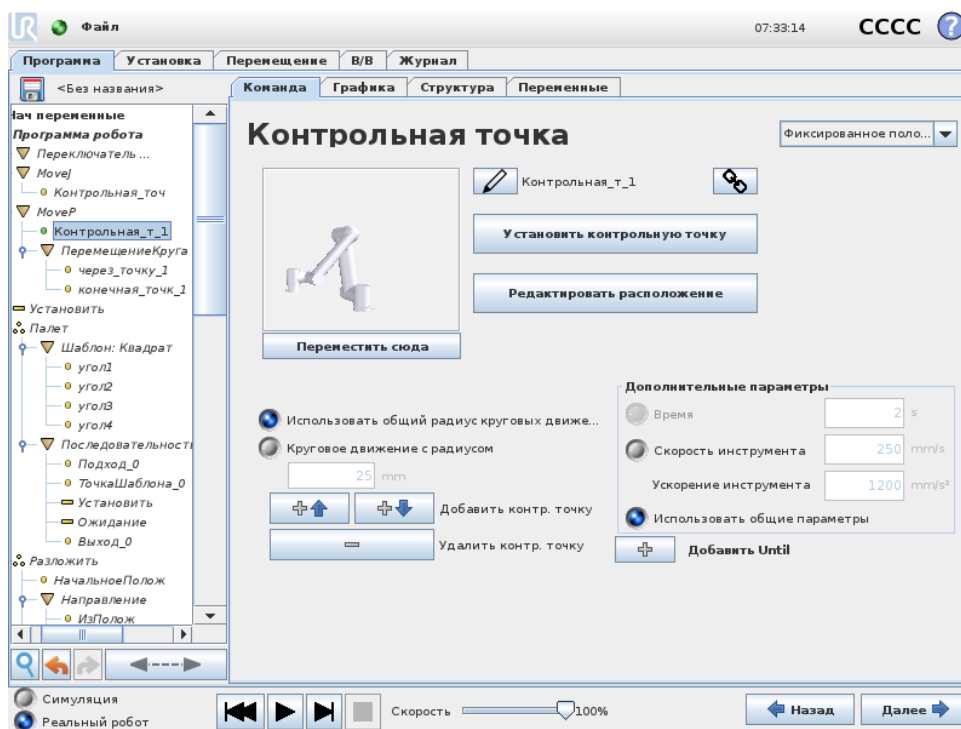 UR Файл 07:33:14 CCCC ?
Программа Установка Перемещение В/В Журнал
<Без названия> Команда Графика Структура Переменные
Нач переменные
Программа робота
Переключатель ...
MoveJ
Контрольная_точ
MoveP
Контрольная_т_1
ПеремещениеКруга
через_точку_1
конечная_точк_1
Установить
Палет
Шаблон: Квадрат
угол1
угол2
угол3
угол4
Последовательность
Подход_0
ТочкаШаблона_0
Установить
Ожидание
Выход_0
Разложить
НачальноеПолож
Направление
ИзПолож
Контрольная точка
Фиксированное поло...
Контрольная_т_1
Установить контрольную точку
Редактировать расположение
Переместить сюда
Использовать общий радиус круговых движе...
Круговое движение с радиусом
25 mm
Добавить контр. точку
Удалить контр. точку
Дополнительные параметры
Время 2 s
Скорость инструмента 250 mm/s
Ускорение инструмента 1200 mm/s²
Использовать общие параметры
Добавить Until
Симуляция
Реальный робот
Скорость 100%
Назад Далее